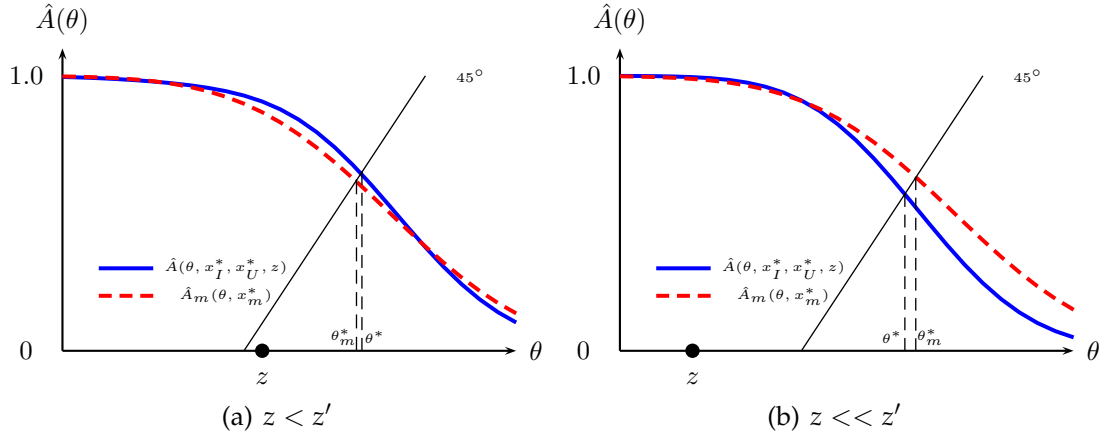 Â(θ)
1.0
45°
Â(θ, x*_I, x*_U, z)
Â_m(θ, x*_m)
θ*_m θ*
0
θ
z
(a) z < z′
Â(θ)
1.0
45°
Â(θ, x*_I, x*_U, z)
Â_m(θ, x*_m)
θ* θ*_m
0
θ
z
(b) z << z′